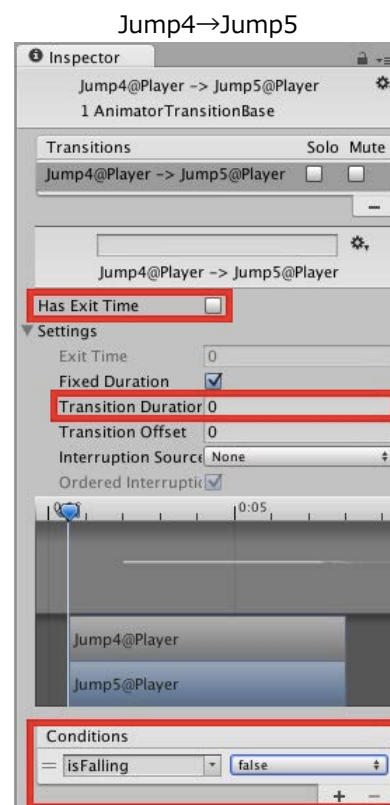 Jump4→Jump5
Inspector
Jump4@Player -> Jump5@Player
1 AnimatorTransitionBase
Transitions Solo Mute
Jump4@Player -> Jump5@Player
Jump4@Player -> Jump5@Player
Has Exit Time
Settings
Exit Time 0
Fixed Duration
Transition Duration 0
Transition Offset 0
Interruption Source None
Ordered Interruptic
0:05
Jump4@Player
Jump5@Player
Conditions
isFalling false